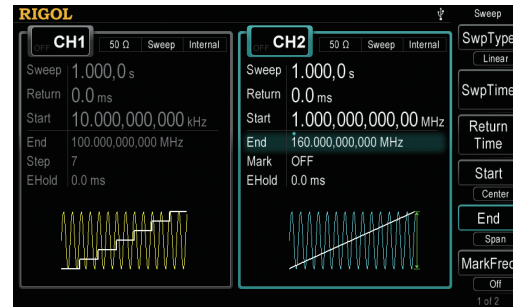 RIGOL
Sweep
OFF CH1 50 Ω Sweep Internal
Sweep 1.000,0 s
Return 0.0 ms
Start 10.000,000,000 kHz
End 100.000,000,000 MHz
Step 7
EHold 0.0 ms
OFF CH2 50 Ω Sweep Internal
Sweep 1.000,0 s
Return 0.0 ms
Start 1.000,000,000,00 MHz
End 160.000,000,000 MHz
Mark OFF
EHold 0.0 ms
SwpType
Linear
SwpTime
Return
Time
Start
Center
End
Span
MarkFreq
Off
1 of 2